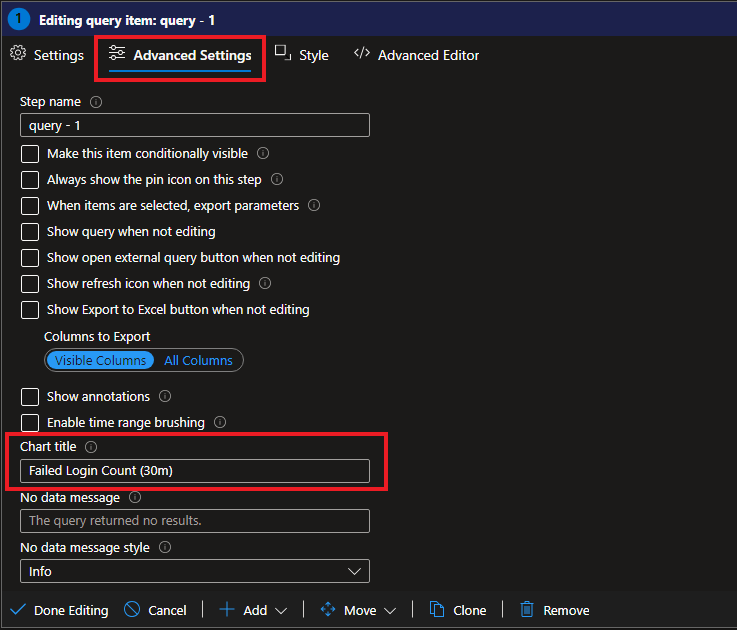 1 Editing query item: query - 1
Settings Advanced Settings Style Advanced Editor
Step name
query - 1
Make this item conditionally visible
Always show the pin icon on this step
When items are selected, export parameters
Show query when not editing
Show open external query button when not editing
Show refresh icon when not editing
Show Export to Excel button when not editing
Columns to Export
Visible Columns All Columns
Show annotations
Enable time range brushing
Chart title
Failed Login Count (30m)
No data message
The query returned no results.
No data message style
Info
Done Editing Cancel Add Move Clone Remove